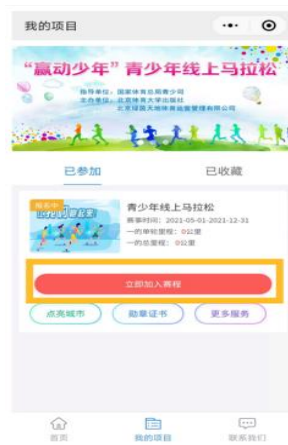 我的项目
“赢动少年”青少年线上马拉松
指导单位：国家体育总局青少司
主办单位：北京体育大学出版社
北京绿茵天地体育运营管理有限公司
已参加
已收藏
报名中
青少年线上马拉松
赛事时间：2021-05-01-2021-12-31
一的单轮里程：0公里
一的总里程：0公里
立即加入赛程
点亮城市
勋章证书
更多服务
首页
我的项目
联系我们